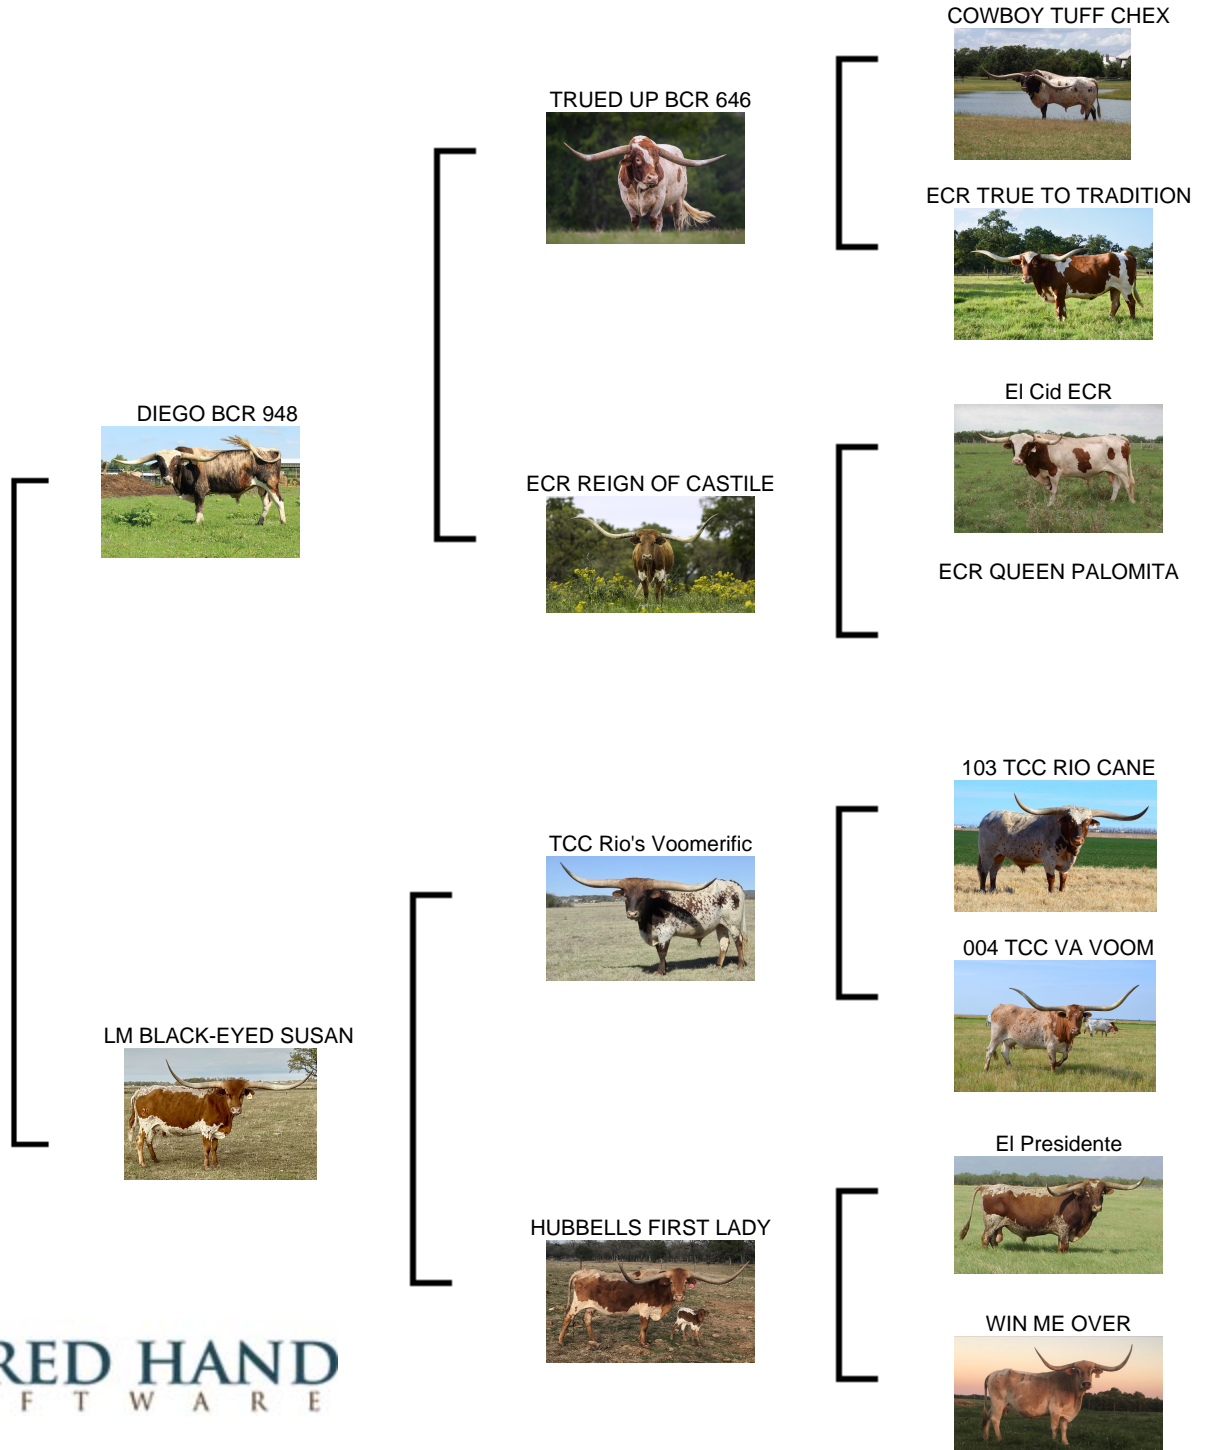 COWBOY TUFF CHEX
TRUED UP BCR 646
ECR TRUE TO TRADITION
DIEGO BCR 948
El Cid ECR
ECR REIGN OF CASTILE
ECR QUEEN PALOMITA
103 TCC RIO CANE
TCC Rio's Voomerific
004 TCC VA VOOM
LM BLACK-EYED SUSAN
El Presidente
HUBBELLS FIRST LADY
WIN ME OVER
RED HAND
F T W A R E